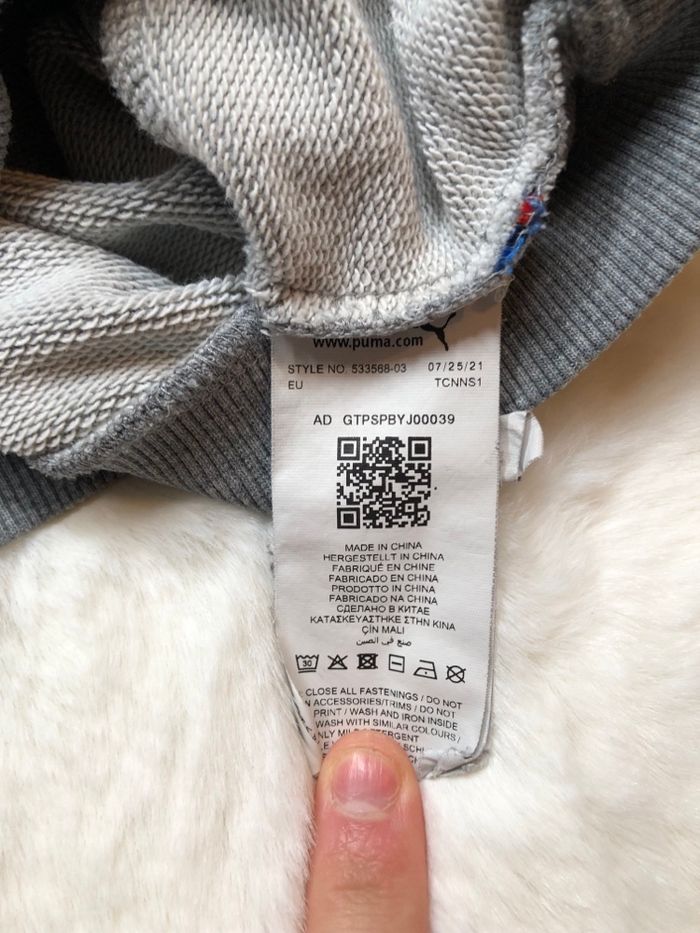 www.puma.com
STYLE NO. 533568-03 07/25/21
EU TCNNS1
AD GTPSPBYJ00039
MADE IN CHINA
HERGESTELLT IN CHINA
FABRIQUÉ EN CHINE
FABRICADO EN CHINA
PRODOTTO IN CHINA
FABRICADO NA CHINA
СДЕЛАНО В КИТАЕ
ΚΑΤΑΣΚΕΥΑΣΤΗΚΕ ΣΤΗΝ ΚΙΝΑ
ÇİN MALI
صنع في الصين
30
CLOSE ALL FASTENINGS / DO NOT
ACCESSORIES/TRIMS / DO NOT
PRINT / WASH AND IRON INSIDE
WASH WITH SIMILAR COLOURS /